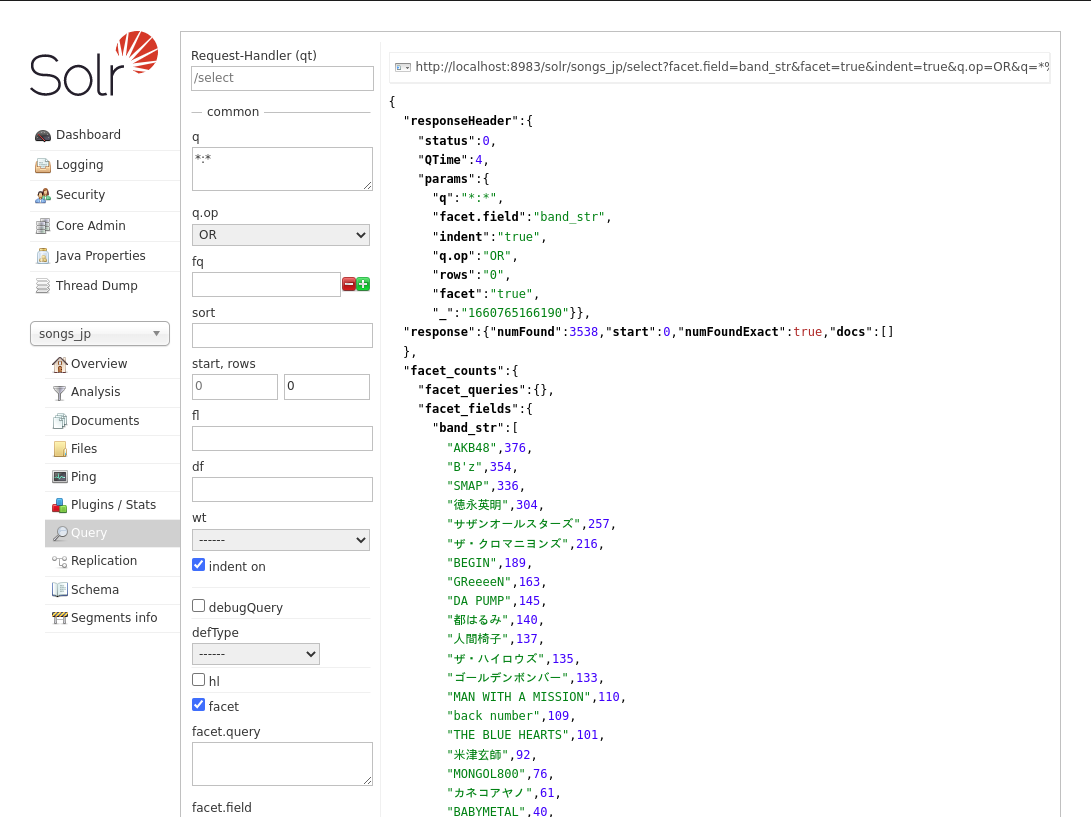 Solr
Dashboard
Logging
Security
Core Admin
Java Properties
Thread Dump
songs_jp
Overview
Analysis
Documents
Files
Ping
Plugins / Stats
Query
Replication
Schema
Segments info
Request-Handler (qt)
/select
common
q
*:*
q.op
OR
fq
sort
start, rows
0 0
fl
df
wt
------
indent on
debugQuery
defType
------
hl
facet
facet.query
facet.field
http://localhost:8983/solr/songs_jp/select?facet.field=band_str&facet=true&indent=true&q.op=OR&q=*%
{
"responseHeader":{
"status":0,
"QTime":4,
"params":{
"q":"*:*",
"facet.field":"band_str",
"indent":"true",
"q.op":"OR",
"rows":"0",
"facet":"true",
"_":"1660765166190"}},
"response":{"numFound":3538,"start":0,"numFoundExact":true,"docs":[]
},
"facet_counts":{
"facet_queries":{},
"facet_fields":{
"band_str":[
"AKB48",376,
"B'z",354,
"SMAP",336,
"徳永英明",304,
"サザンオールスターズ",257,
"ザ・クロマニヨンズ",216,
"BEGIN",189,
"GReeeeN",163,
"DA PUMP",145,
"都はるみ",140,
"人間椅子",137,
"ザ・ハイロウズ",135,
"ゴールデンボンバー",133,
"MAN WITH A MISSION",110,
"back number",109,
"THE BLUE HEARTS",101,
"米津玄師",92,
"MONGOL800",76,
"カネコアヤノ",61,
"BABYMETAL",40,